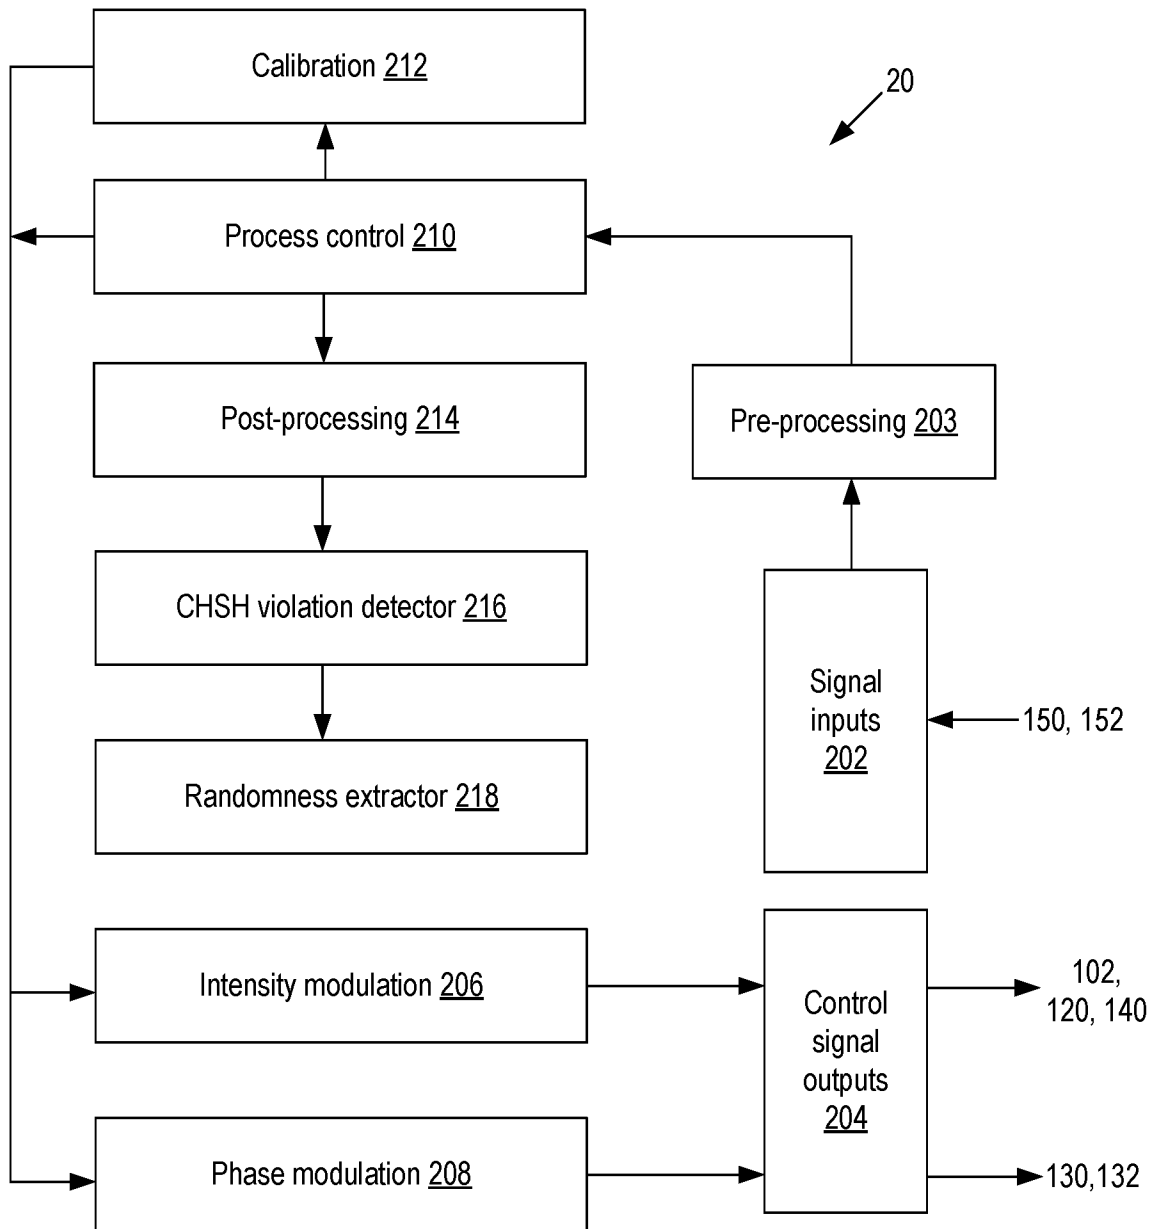 Calibration 212
20
Process control 210
Post-processing 214
Pre-processing 203
CHSH violation detector 216
Signal
inputs
202
150, 152
Randomness extractor 218
Intensity modulation 206
Control
signal
outputs
204
102,
120, 140
Phase modulation 208
130,132